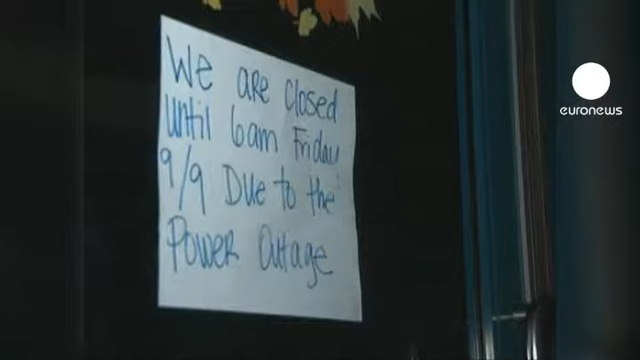 We are closed
Until 6am Friday
9/9 Due to the
Power Outage
euronews